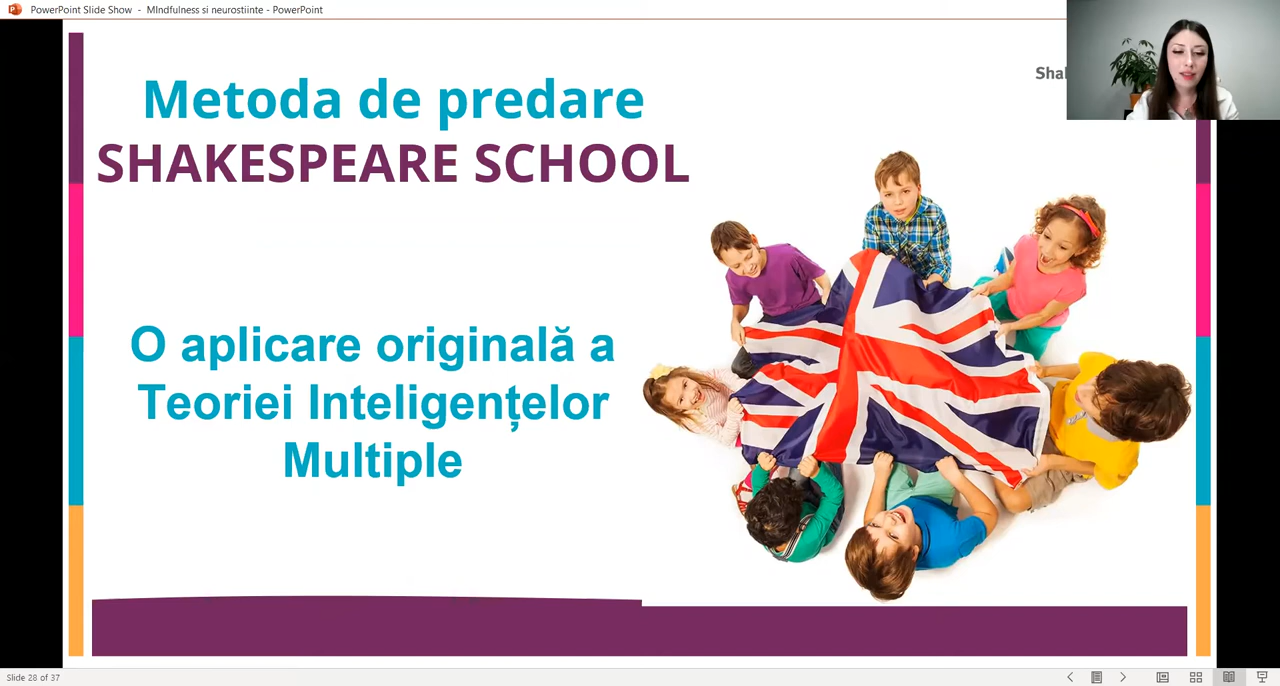 PowerPoint Slide Show - MIndfulness si neurostiinte - PowerPoint
Metoda de predare
SHAKESPEARE SCHOOL
O aplicare originală a
Teoriei Inteligențelor
Multiple
Slide 28 of 37